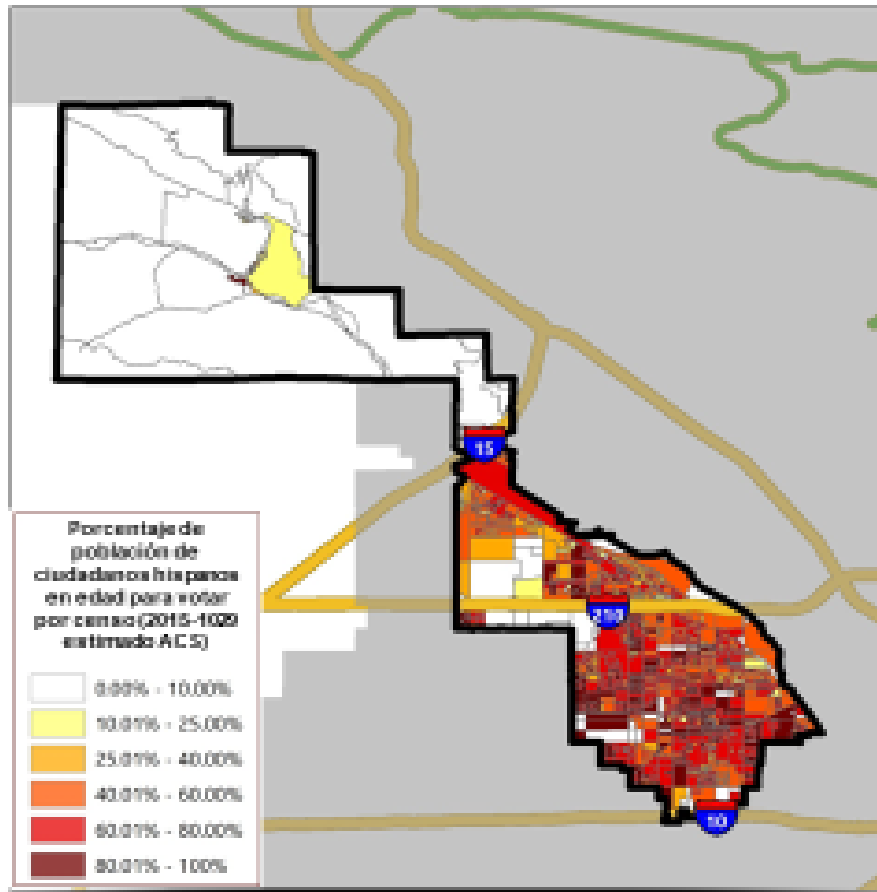 15
210
10
Porcentaje de
población de
ciudadanos hispanos
en edad para votar
por censo (2015-1029
estimado ACS)
0.00% - 10.00%
10.01% - 25.00%
25.01% - 40.00%
40.01% - 60.00%
60.01% - 80.00%
80.01% - 100%